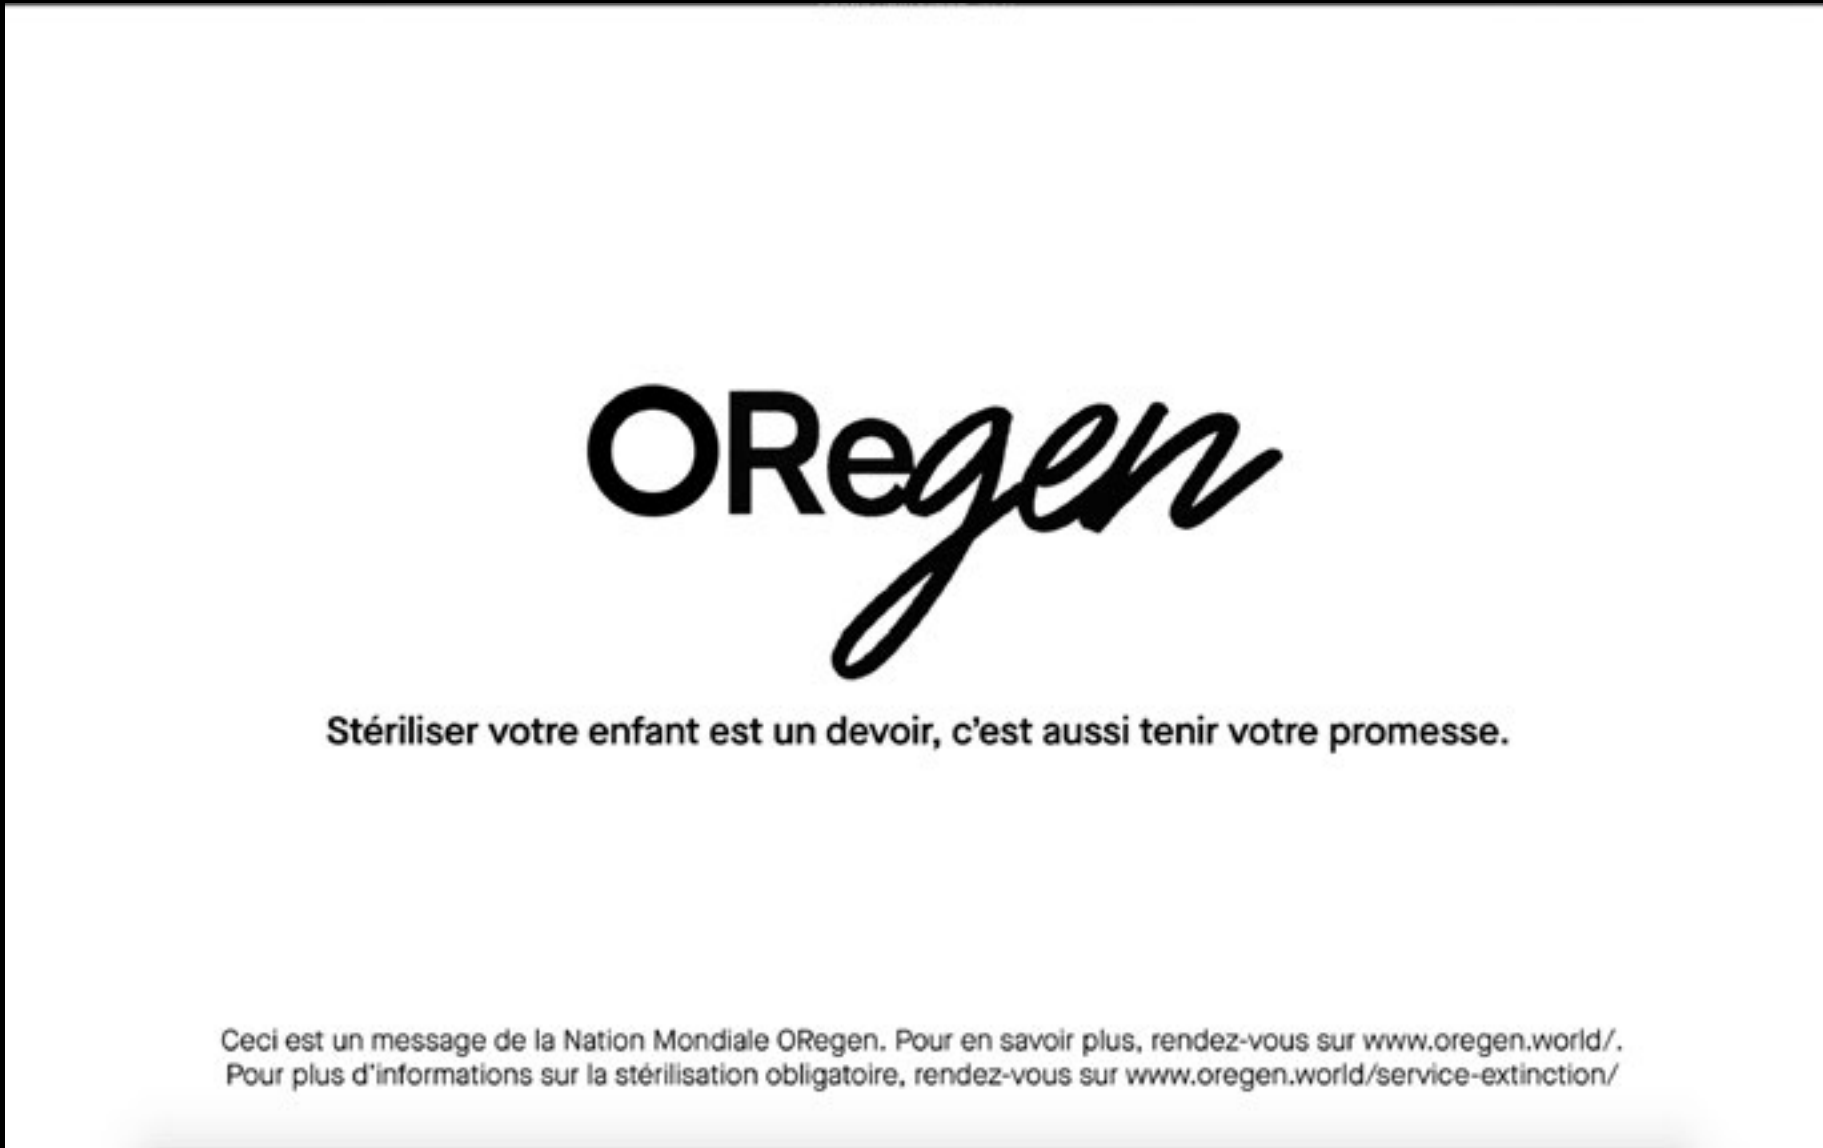 ORegen
Stériliser votre enfant est un devoir, c’est aussi tenir votre promesse.
Ceci est un message de la Nation Mondiale ORegen. Pour en savoir plus, rendez-vous sur www.oregen.world/.
Pour plus d’informations sur la stérilisation obligatoire, rendez-vous sur www.oregen.world/service-extinction/